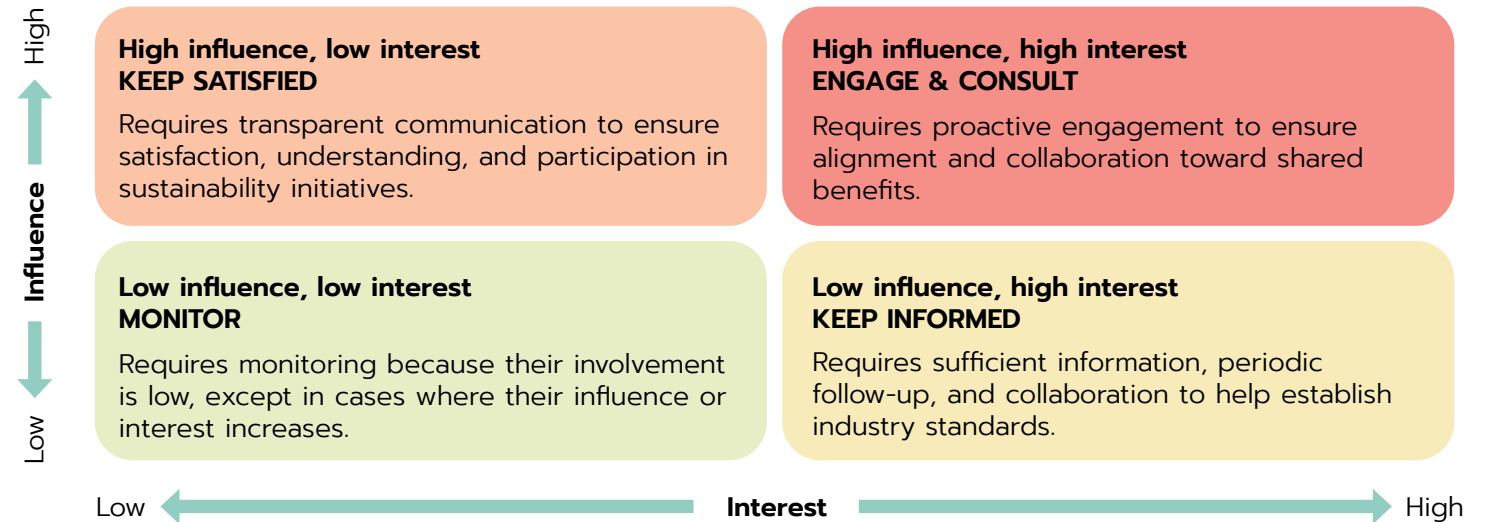 High
Influence
Low
High influence, low interest
KEEP SATISFIED
Requires transparent communication to ensure
satisfaction, understanding, and participation in
sustainability initiatives.
High influence, high interest
ENGAGE & CONSULT
Requires proactive engagement to ensure
alignment and collaboration toward shared
benefits.
Low influence, low interest
MONITOR
Requires monitoring because their involvement
is low, except in cases where their influence or
interest increases.
Low influence, high interest
KEEP INFORMED
Requires sufficient information, periodic
follow-up, and collaboration to help establish
industry standards.
Low
Interest
High